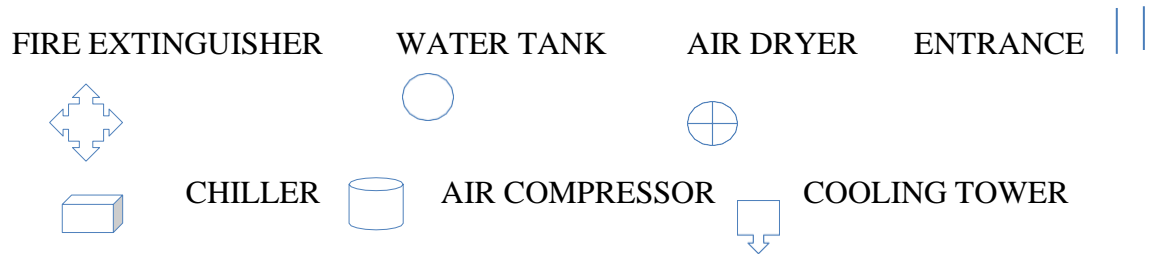 FIRE EXTINGUISHER WATER TANK AIR DRYER ENTRANCE
CHILLER AIR COMPRESSOR COOLING TOWER